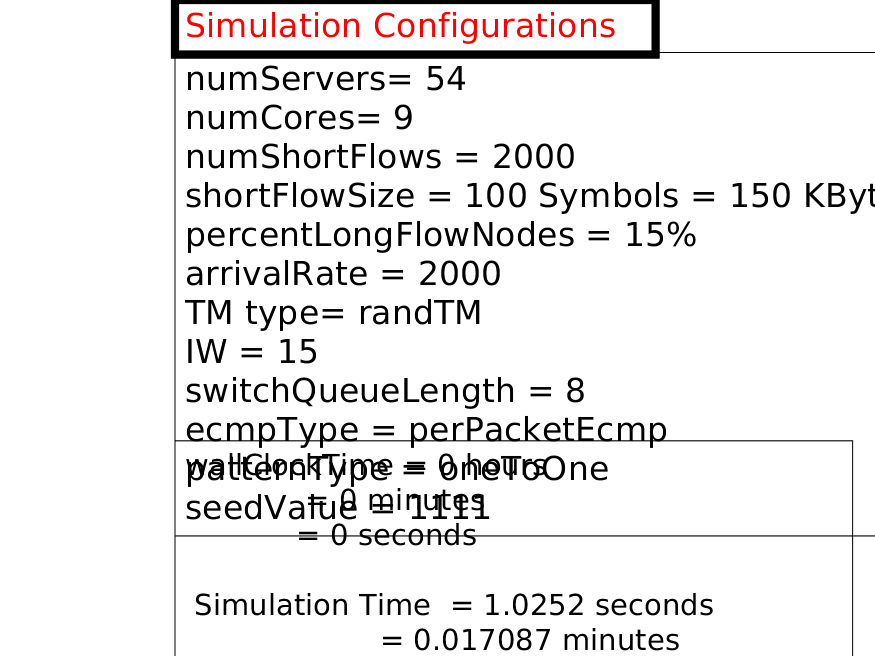 Simulation Configurations
numServers= 54
numCores= 9
numShortFlows = 2000
shortFlowSize = 100 Symbols = 150 KByt
percentLongFlowNodes = 15%
arrivalRate = 2000
TM type= randTM
IW = 15
switchQueueLength = 8
ecmpType = perPacketEcmp
wallClockTime = 0 hours
patternType = oneToOne
= 0 minutes
seedValue = 1111
= 0 seconds
Simulation Time = 1.0252 seconds
= 0.017087 minutes